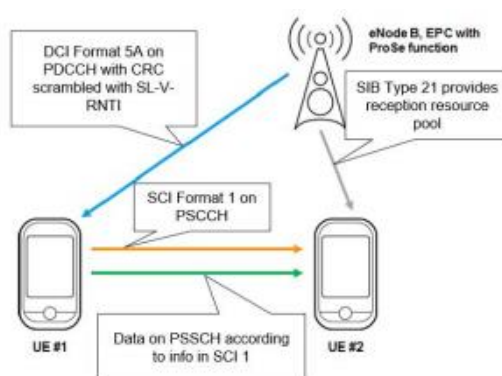 eNode B, EPC with
ProSe function
DCI Format 5A on
PDCCH with CRC
scrambled with SL-V-
RNTI
SIB Type 21 provides
reception resource
pool
SCI Format 1 on
PSCCH
Data on PSSCH according
to info in SCI 1
UE #1
UE #2